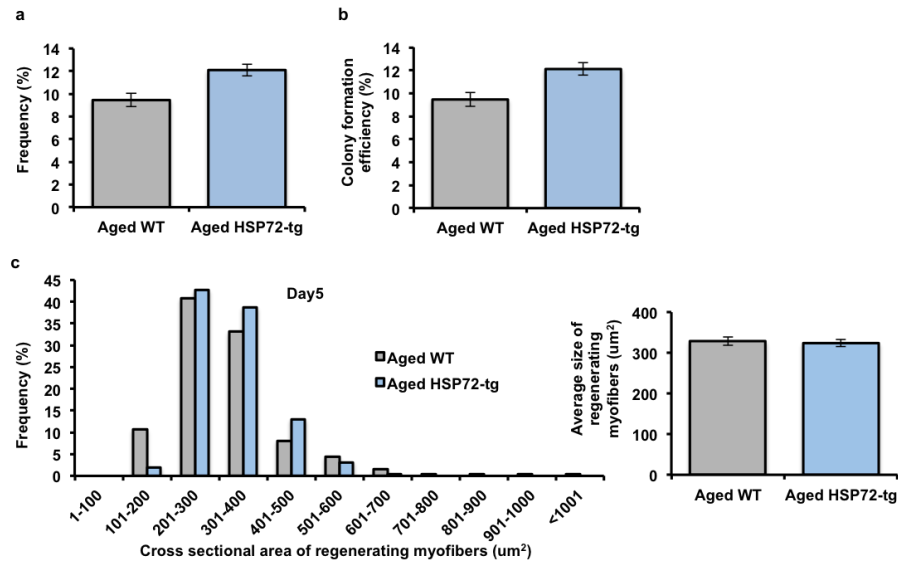 a
14
12
10
8
6
4
2
0
Frequency (%)
Aged WT
Aged HSP72-tg
b
14
12
10
8
6
4
2
0
Colony formation
efficiency (%)
Aged WT
Aged HSP72-tg
c
45
40
35
30
25
20
15
10
5
0
Frequency (%)
Day5
Aged WT
Aged HSP72-tg
1-100
101-200
201-300
301-400
401-500
501-600
601-700
701-800
801-900
901-1000
<1001
Cross sectional area of regenerating myofibers (um²)
400
300
200
100
0
Average size of
regenerating
myofibers (um²)
Aged WT
Aged HSP72-tg